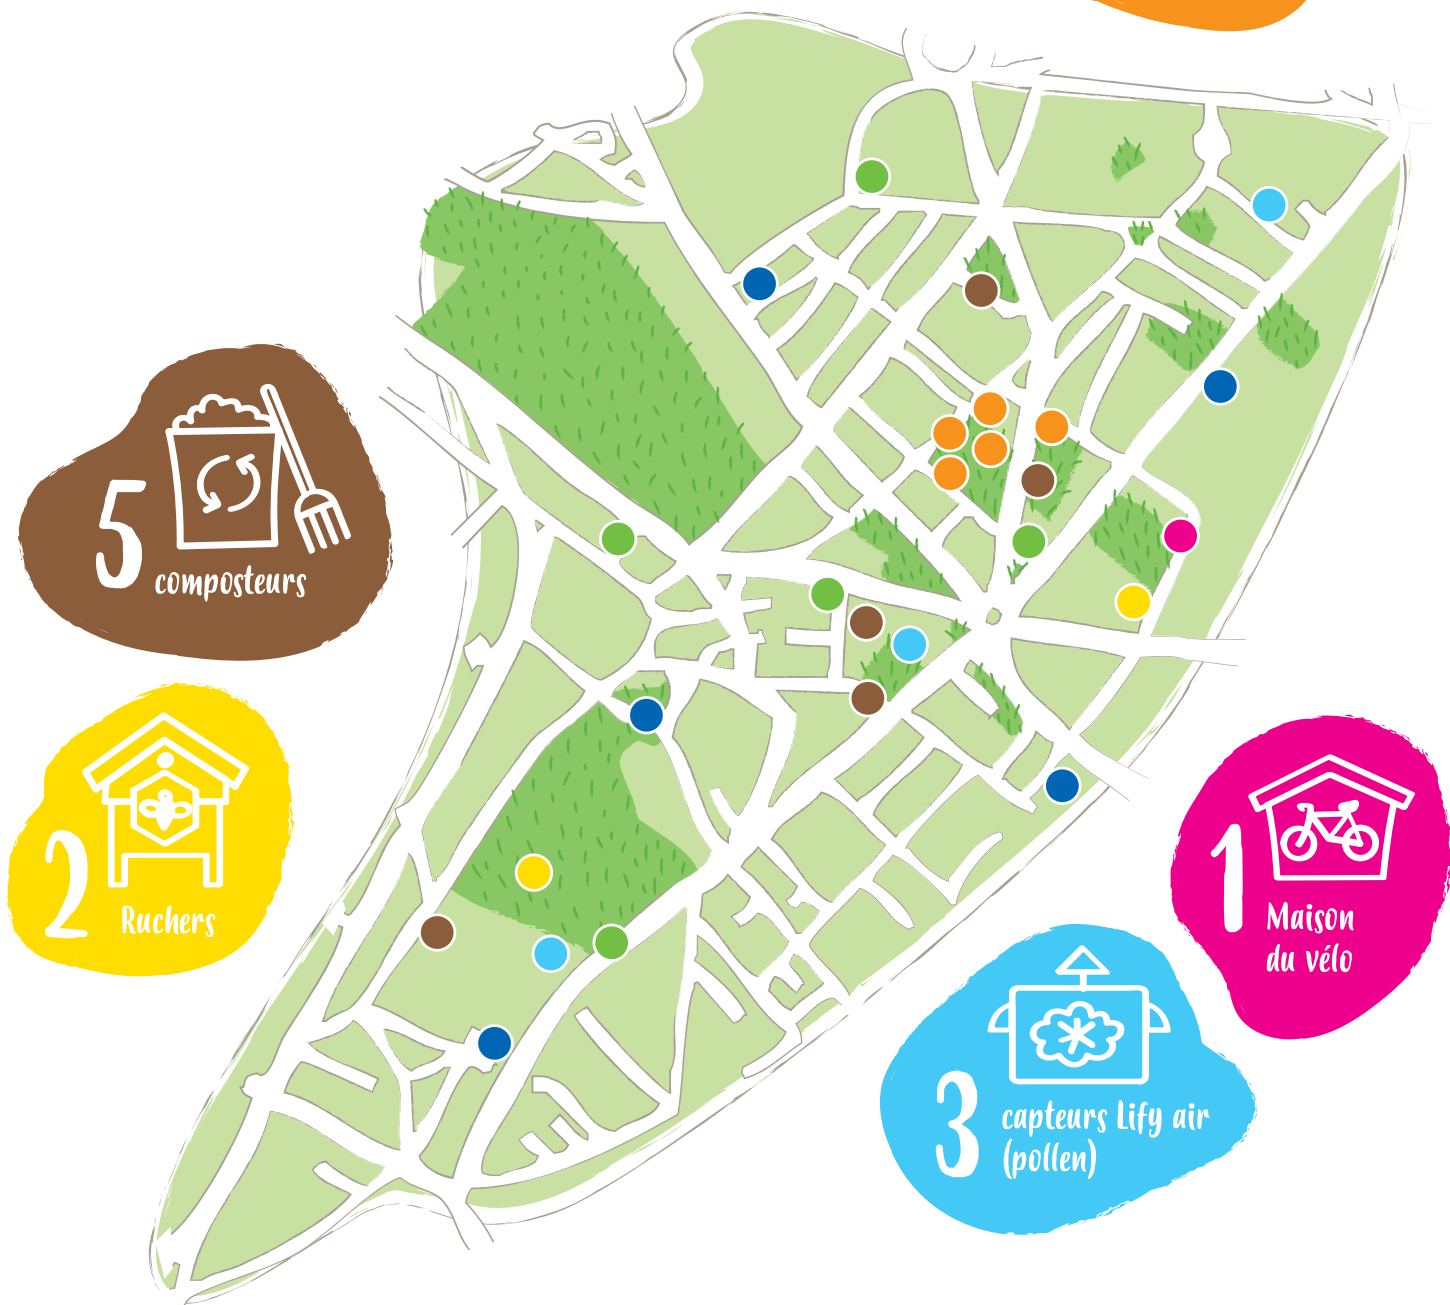 5
composteurs
2
Ruchers
1
Maison
du vélo
3
capteurs Lify air
(pollen)